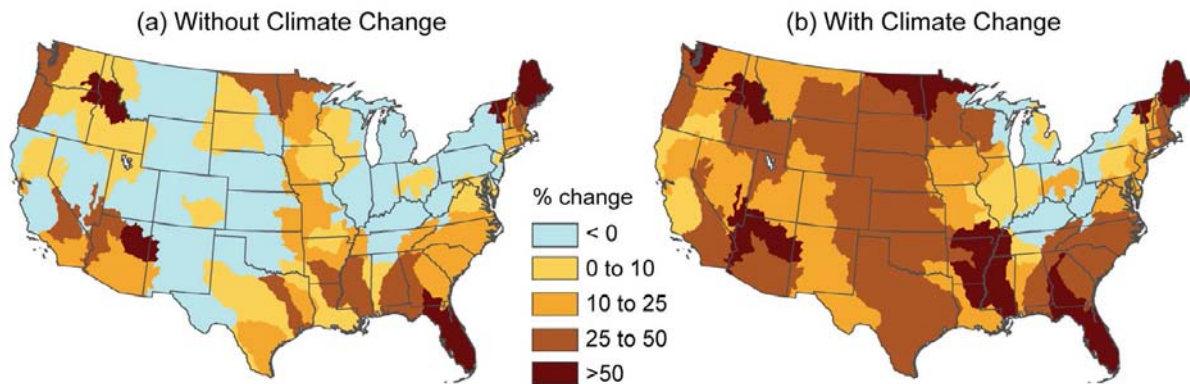 (a) Without Climate Change
(b) With Climate Change
% change
< 0
0 to 10
10 to 25
25 to 50
>50